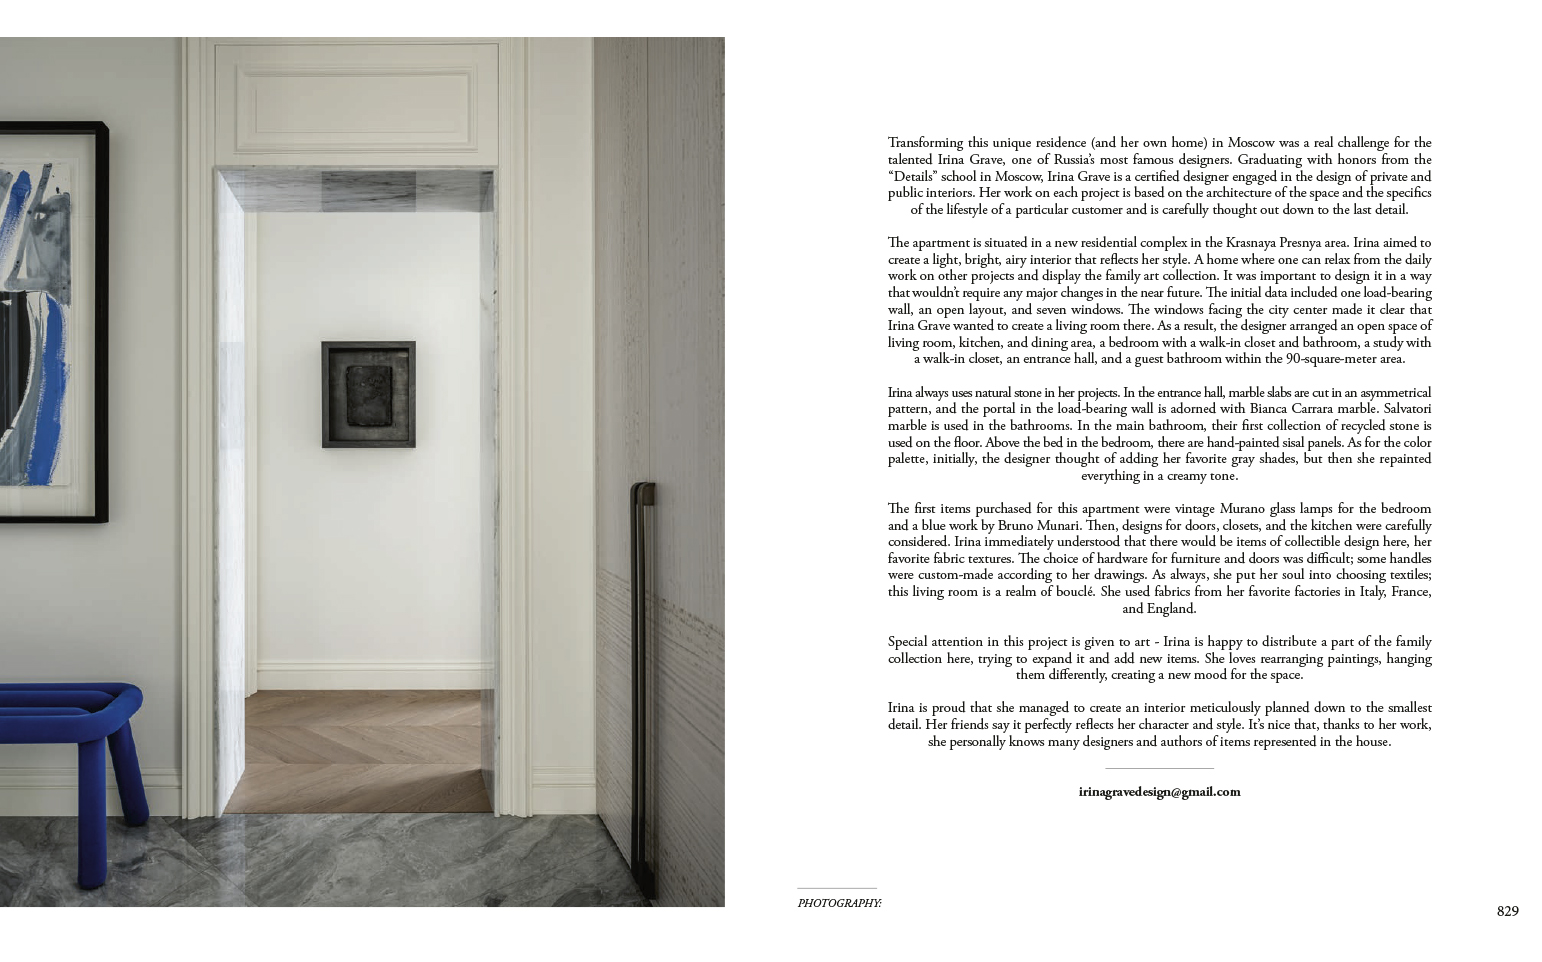 Transforming this unique residence (and her own home) in Moscow was a real challenge for the
talented Irina Grave, one of Russia’s most famous designers. Graduating with honors from the
“Details” school in Moscow, Irina Grave is a certified designer engaged in the design of private and
public interiors. Her work on each project is based on the architecture of the space and the specifics
of the lifestyle of a particular customer and is carefully thought out down to the last detail.
The apartment is situated in a new residential complex in the Krasnaya Presnya area. Irina aimed to
create a light, bright, airy interior that reflects her style. A home where one can relax from the daily
work on other projects and display the family art collection. It was important to design it in a way
that wouldn’t require any major changes in the near future. The initial data included one load-bearing
wall, an open layout, and seven windows. The windows facing the city center made it clear that
Irina Grave wanted to create a living room there. As a result, the designer arranged an open space of
living room, kitchen, and dining area, a bedroom with a walk-in closet and bathroom, a study with
a walk-in closet, an entrance hall, and a guest bathroom within the 90-square-meter area.
Irina always uses natural stone in her projects. In the entrance hall, marble slabs are cut in an asymmetrical
pattern, and the portal in the load-bearing wall is adorned with Bianca Carrara marble. Salvatori
marble is used in the bathrooms. In the main bathroom, their first collection of recycled stone is
used on the floor. Above the bed in the bedroom, there are hand-painted sisal panels. As for the color
palette, initially, the designer thought of adding her favorite gray shades, but then she repainted
everything in a creamy tone.
The first items purchased for this apartment were vintage Murano glass lamps for the bedroom
and a blue work by Bruno Munari. Then, designs for doors, closets, and the kitchen were carefully
considered. Irina immediately understood that there would be items of collectible design here, her
favorite fabric textures. The choice of hardware for furniture and doors was difficult; some handles
were custom-made according to her drawings. As always, she put her soul into choosing textiles;
this living room is a realm of bouclé. She used fabrics from her favorite factories in Italy, France,
and England.
Special attention in this project is given to art - Irina is happy to distribute a part of the family
collection here, trying to expand it and add new items. She loves rearranging paintings, hanging
them differently, creating a new mood for the space.
Irina is proud that she managed to create an interior meticulously planned down to the smallest
detail. Her friends say it perfectly reflects her character and style. It’s nice that, thanks to her work,
she personally knows many designers and authors of items represented in the house.
irinagravedesign@gmail.com
PHOTOGRAPHY:
829